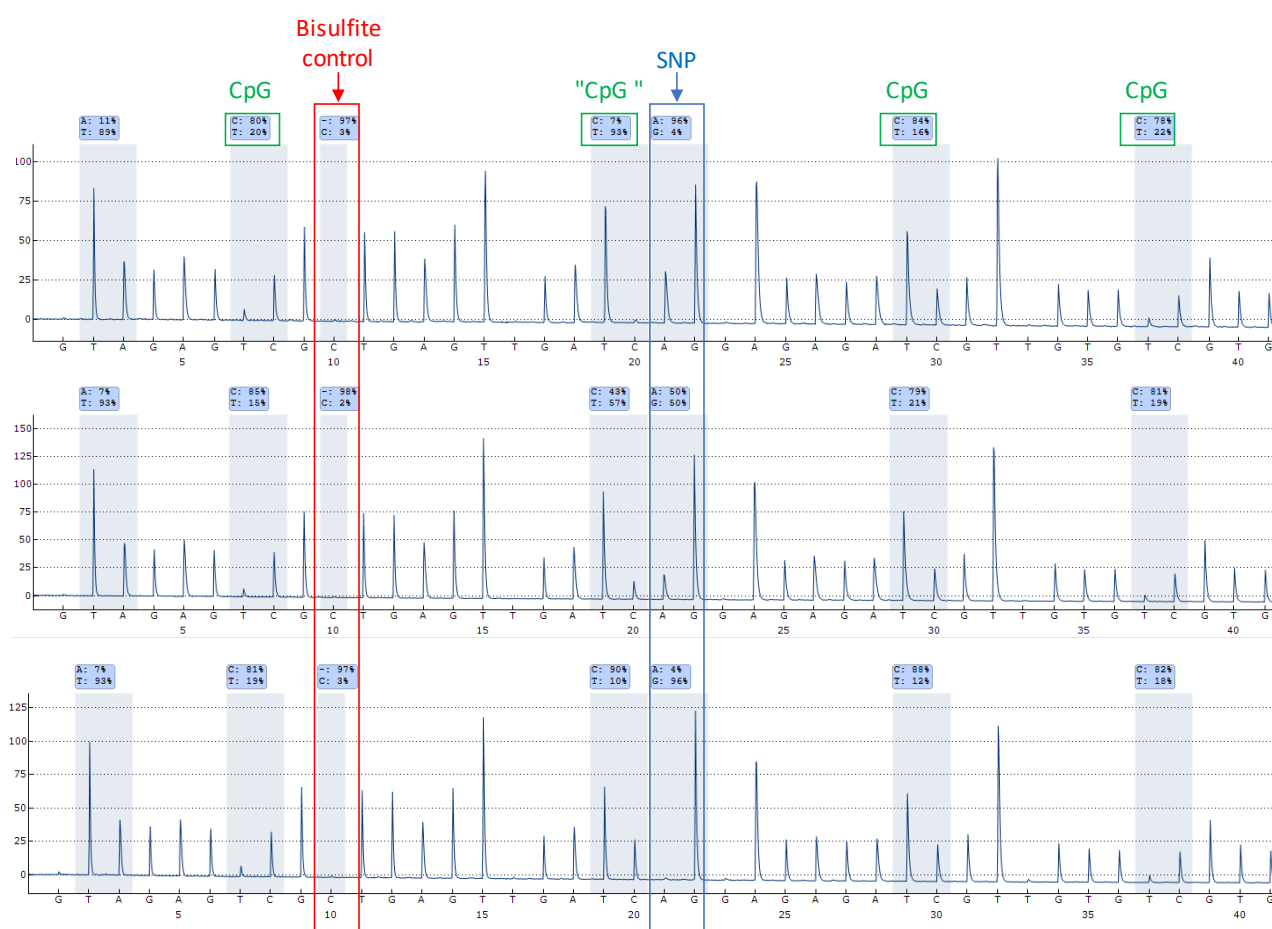 Bisulfite
control
SNP
CpG
"CpG "
CpG
CpG
A: 11%
T: 89%
C: 80%
T: 20%
-: 97%
C: 3%
C: 7%
T: 93%
A: 96%
G: 4%
C: 84%
T: 16%
C: 78%
T: 22%
100
75
50
25
0
G T A G A G T C G C T G A G T T G A T C A G G A G A G A T C G T T G T G T C G T G
5 10 15 20 25 30 35 40
A: 7%
T: 93%
C: 85%
T: 15%
-: 98%
C: 2%
C: 43%
T: 57%
A: 50%
G: 50%
C: 79%
T: 21%
C: 81%
T: 19%
150
125
100
75
50
25
0
G T A G A G T C G C T G A G T T G A T C A G G A G A G A T C G T T G T G T C G T G
5 10 15 20 25 30 35 40
A: 7%
T: 93%
C: 81%
T: 19%
-: 97%
C: 3%
C: 90%
T: 10%
A: 4%
G: 96%
C: 88%
T: 12%
C: 82%
T: 18%
125
100
75
50
25
0
G T A G A G T C G C T G A G T T G A T C A G G A G A G A T C G T T G T G T C G T G
5 10 15 20 25 30 35 40